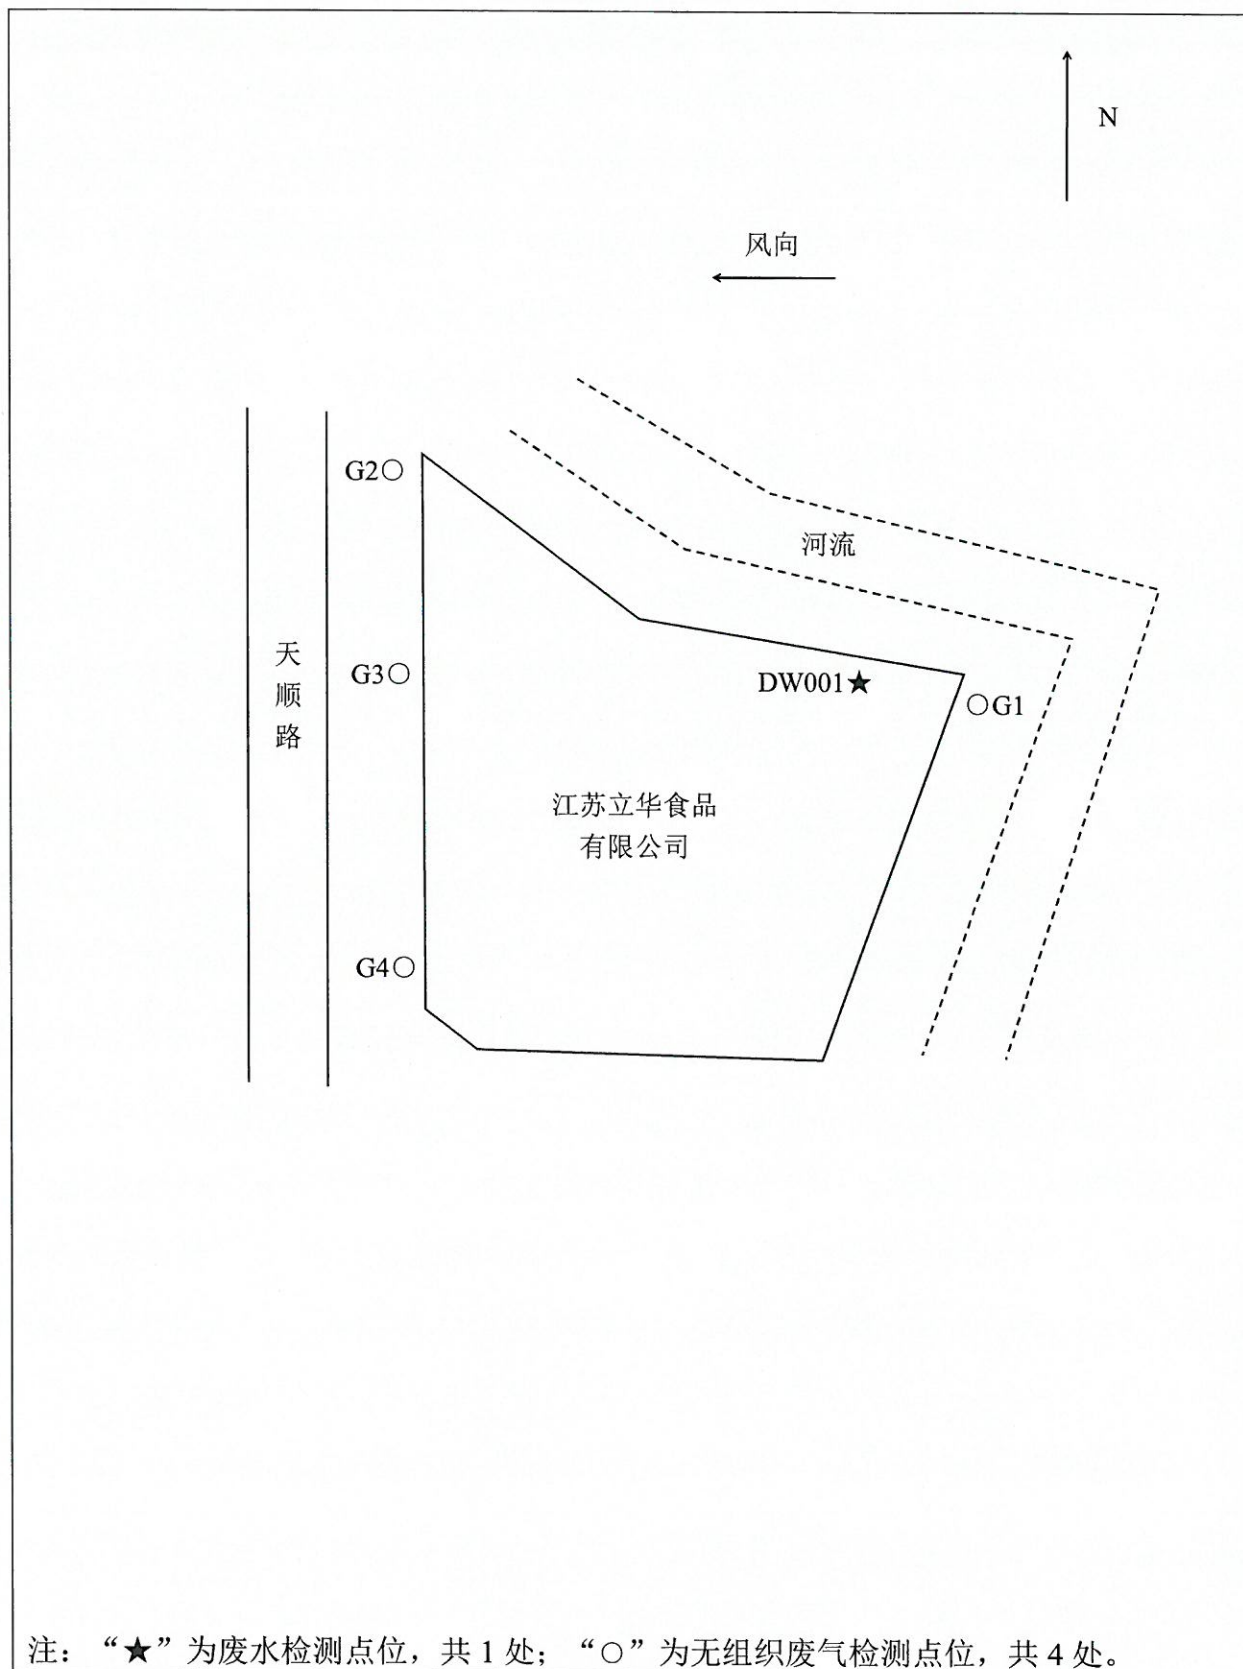 N
风向
G2○
河流
天顺路
G3○
DW001★
○G1
江苏立华食品
有限公司
G4○
注：“★”为废水检测点位，共1处；“○”为无组织废气检测点位，共4处。